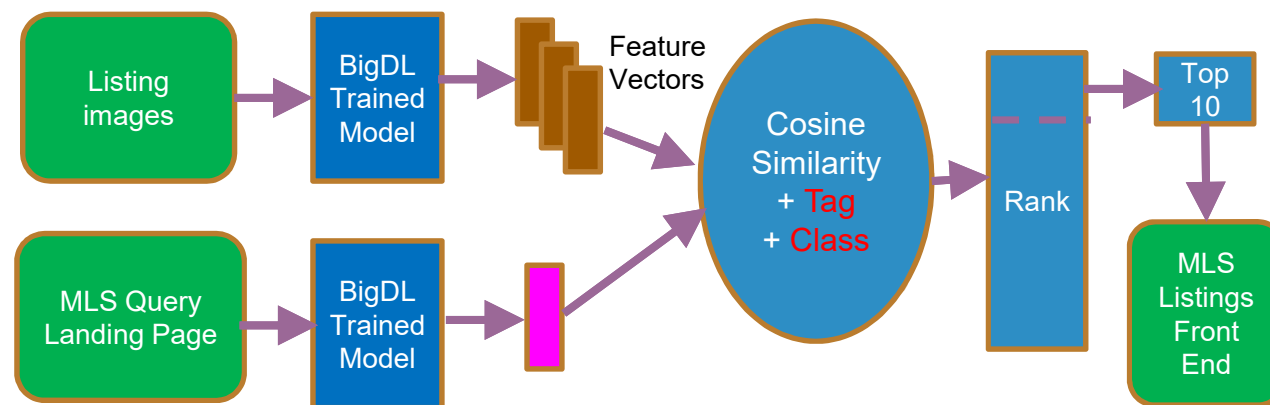 Listing
images
BigDL
Trained
Model
Feature
Vectors
MLS Query
Landing Page
BigDL
Trained
Model
Cosine
Similarity
+ Tag
+ Class
Rank
Top
10
MLS
Listings
Front
End